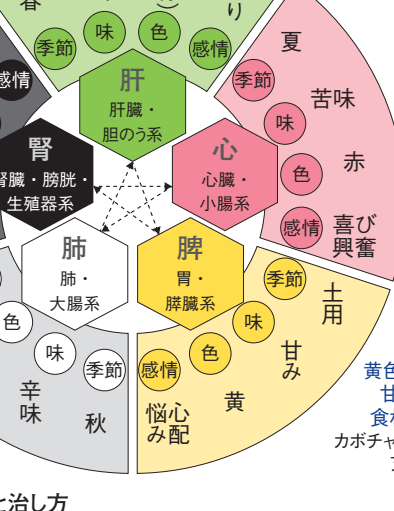 春
り
味
色
季節
感情
夏
肝
肝臓・
胆のう系
感情
季節
苦味
味
腎
腎臓・膀胱・
生殖器系
心
心臓・
小腸系
赤
色
感情
喜び
興奮
肺
肺・
大腸系
脾
胃・
膵臓系
季節
土用
色
味
味
甘み
季節
感情
色
黄色
甘
辛味
秋
心配
悩み
黄
食
カボチャ
と治し方